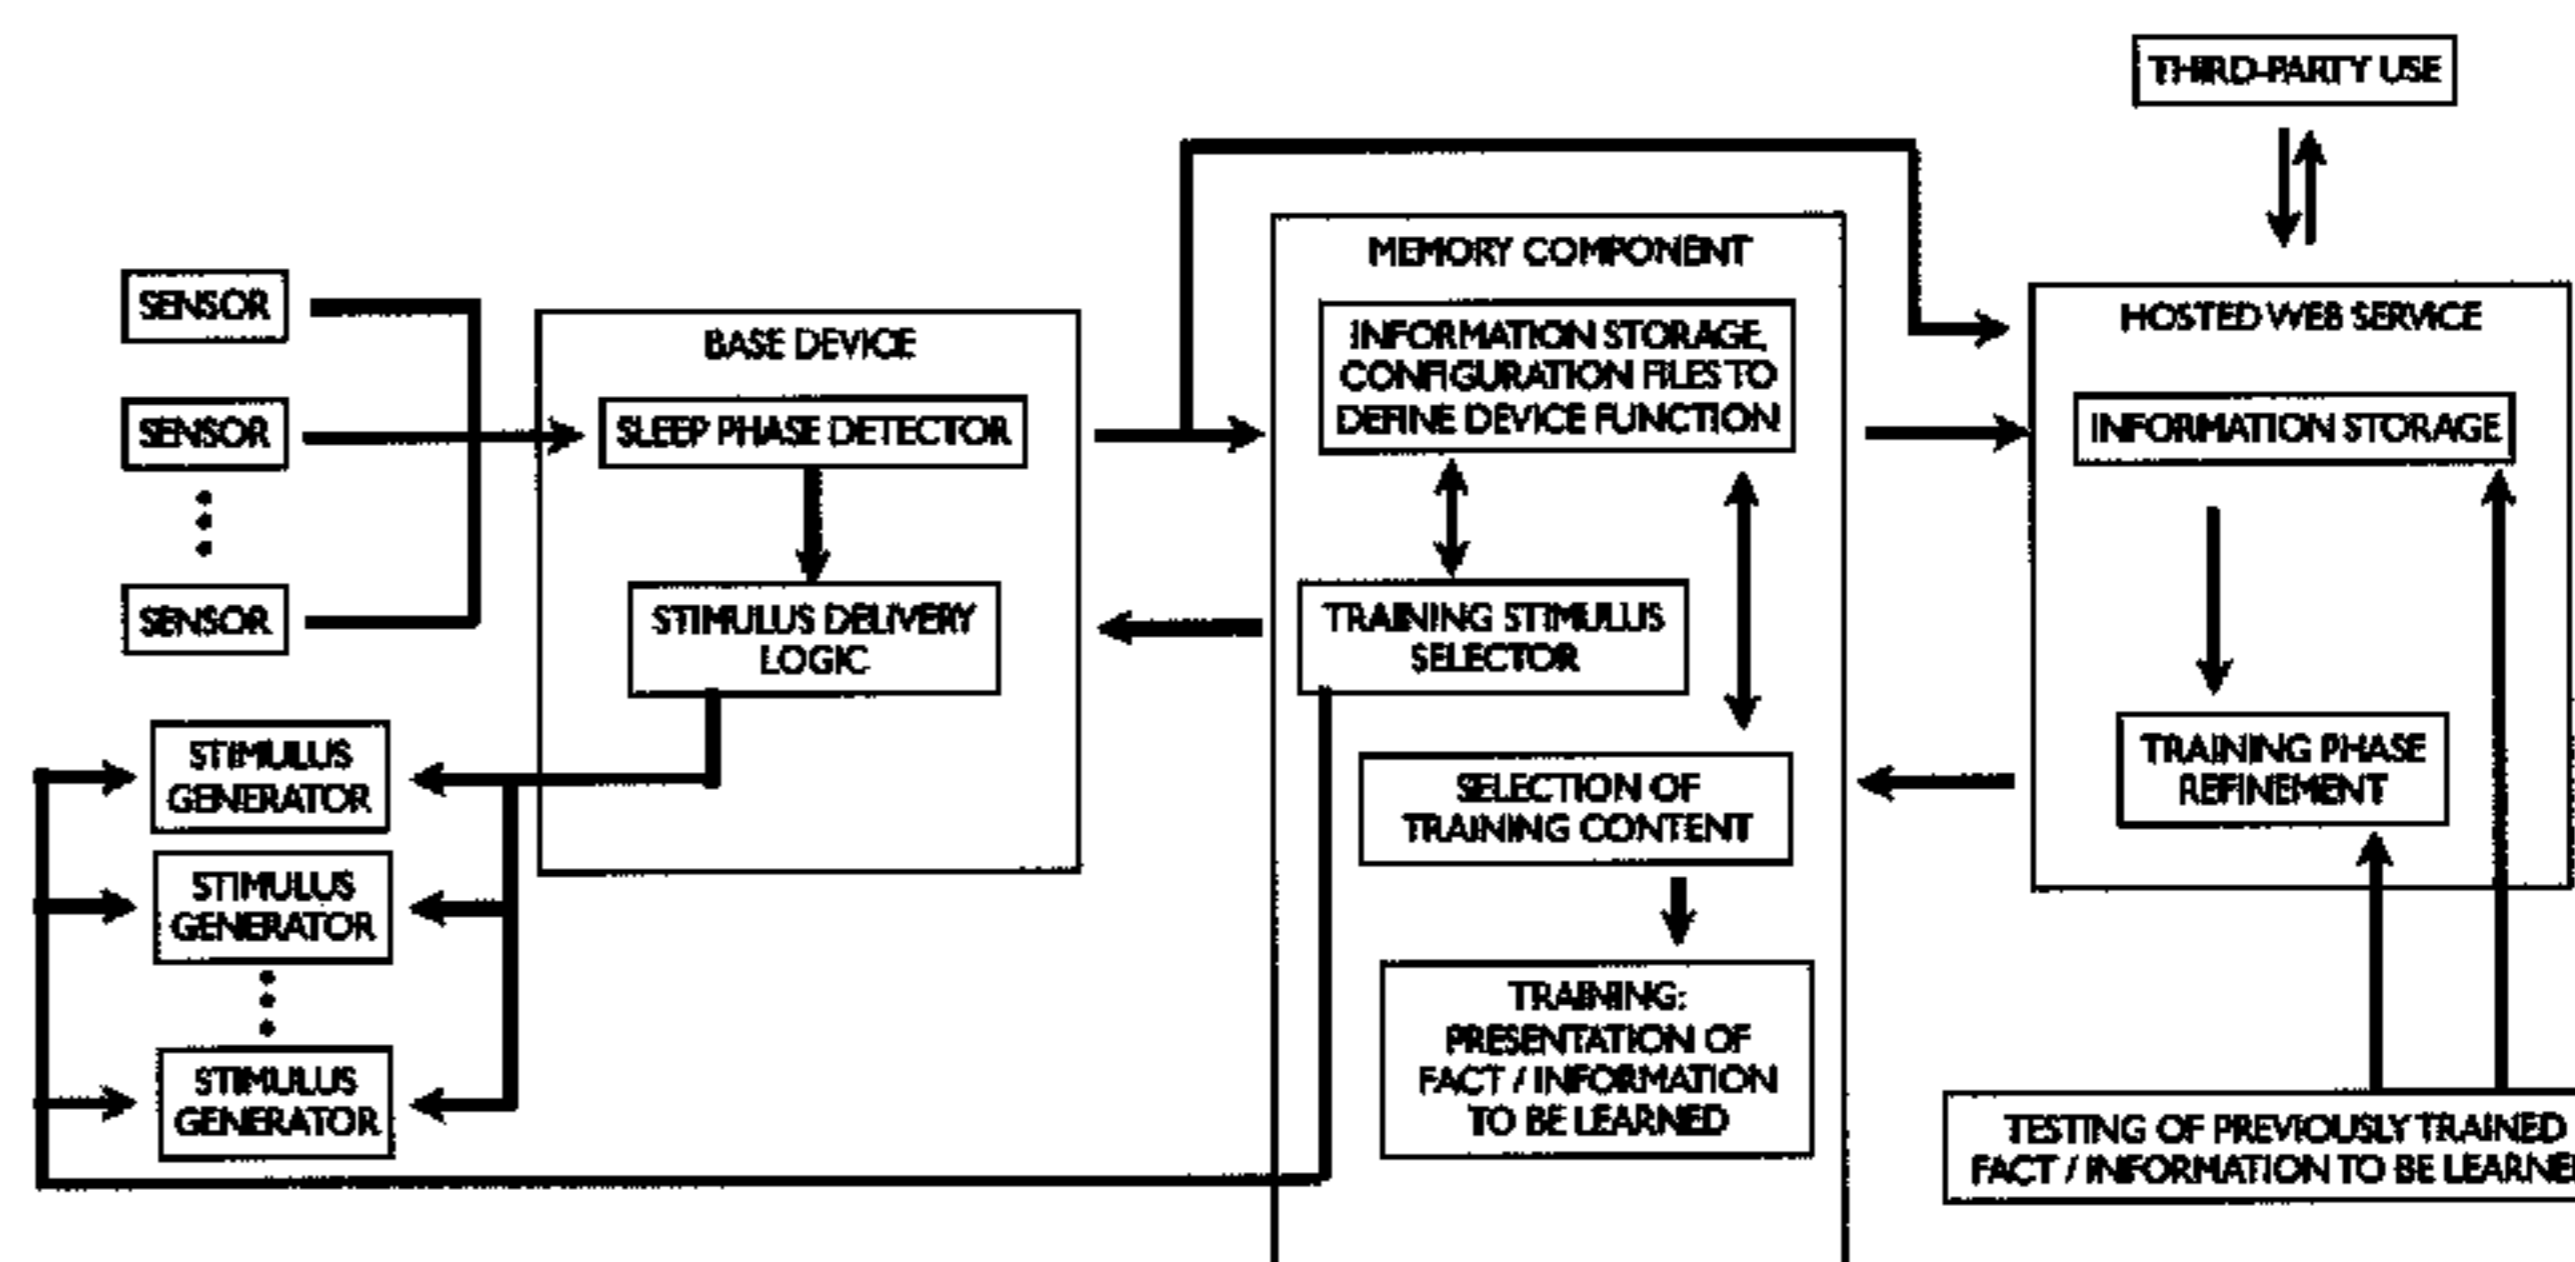 THIRD-PARTY USE
MEMORY COMPONENT
SENSOR
BASE DEVICE
INFORMATION STORAGE,
CONFIGURATION FILES TO
DEFINE DEVICE FUNCTION
HOSTED WEB SERVICE
SENSOR
SLEEP PHASE DETECTOR
INFORMATION STORAGE
SENSOR
STIMULUS DELIVERY
LOGIC
TRAINING STIMULUS
SELECTOR
STIMULUS
GENERATOR
SELECTION OF
TRAINING CONTENT
TRAINING PHASE
REFINEMENT
STIMULUS
GENERATOR
TRAINING:
PRESENTATION OF
FACT / INFORMATION
TO BE LEARNED
STIMULUS
GENERATOR
TESTING OF PREVIOUSLY TRAINED
FACT / INFORMATION TO BE LEARNE